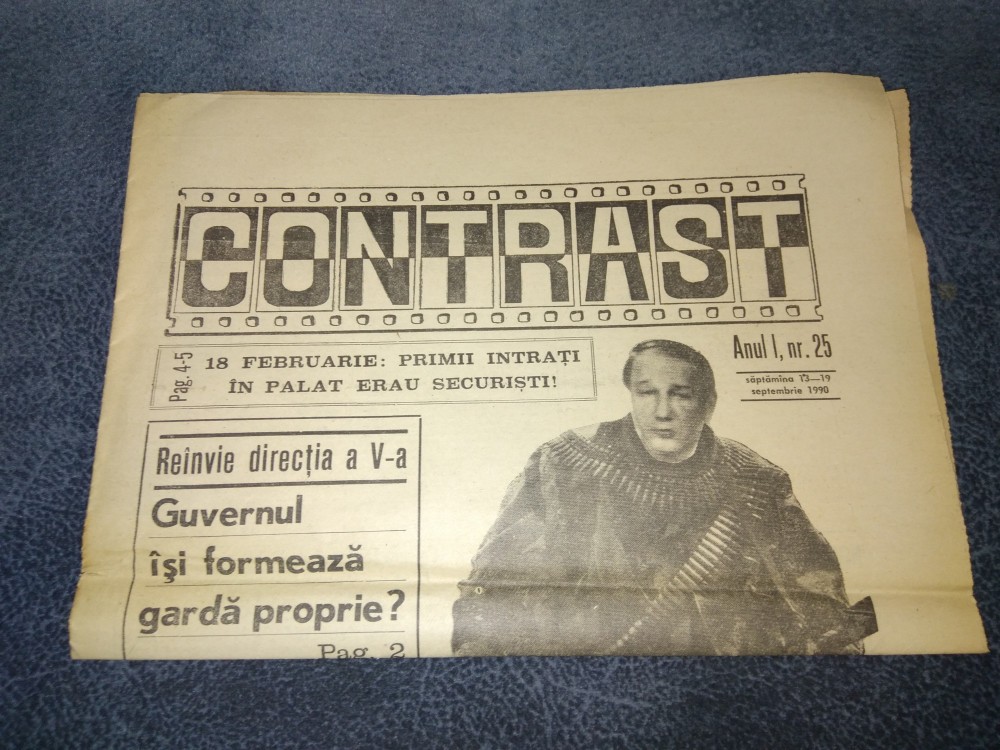 CONTRAST
Pag. 4-5
18 FEBRUARIE: PRIMII INTRAȚI
ÎN PALAT ERAU SECURIȘTI!
Anul I, nr. 25
săptămîna 13—19
septembrie 1990
Reînvie direcția a V-a
Guvernul
își formează
gardă proprie?
Pag. 2